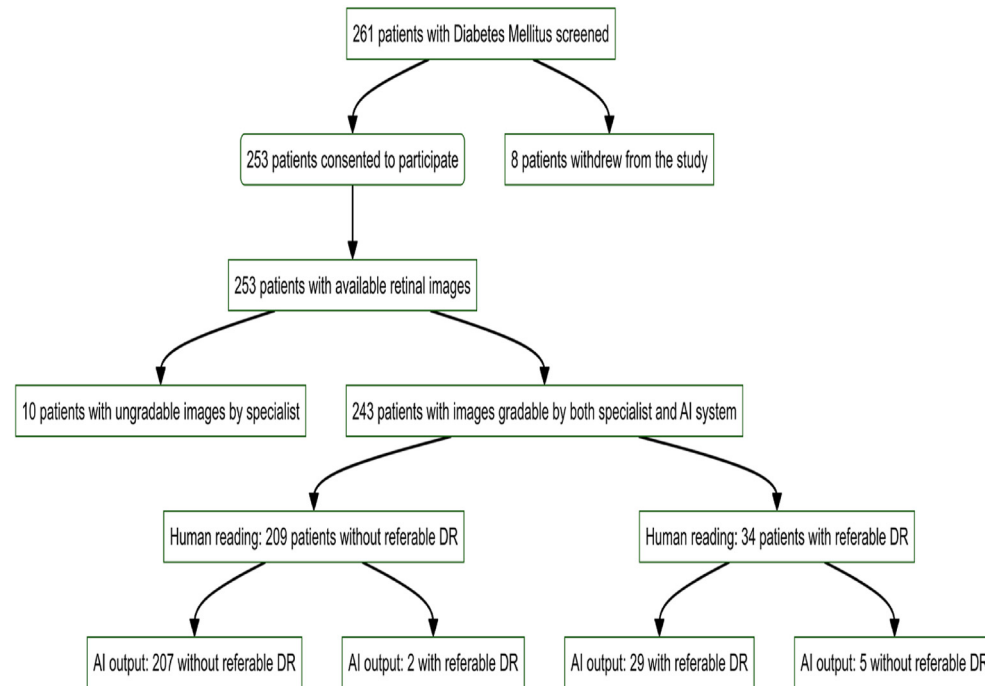 261 patients with Diabetes Mellitus screened
253 patients consented to participate
8 patients withdrew from the study
253 patients with available retinal images
10 patients with ungradable images by specialist
243 patients with images gradable by both specialist and AI system
Human reading: 209 patients without referable DR
Human reading: 34 patients with referable DR
AI output: 207 without referable DR
AI output: 2 with referable DR
AI output: 29 with referable DR
AI output: 5 without referable DR